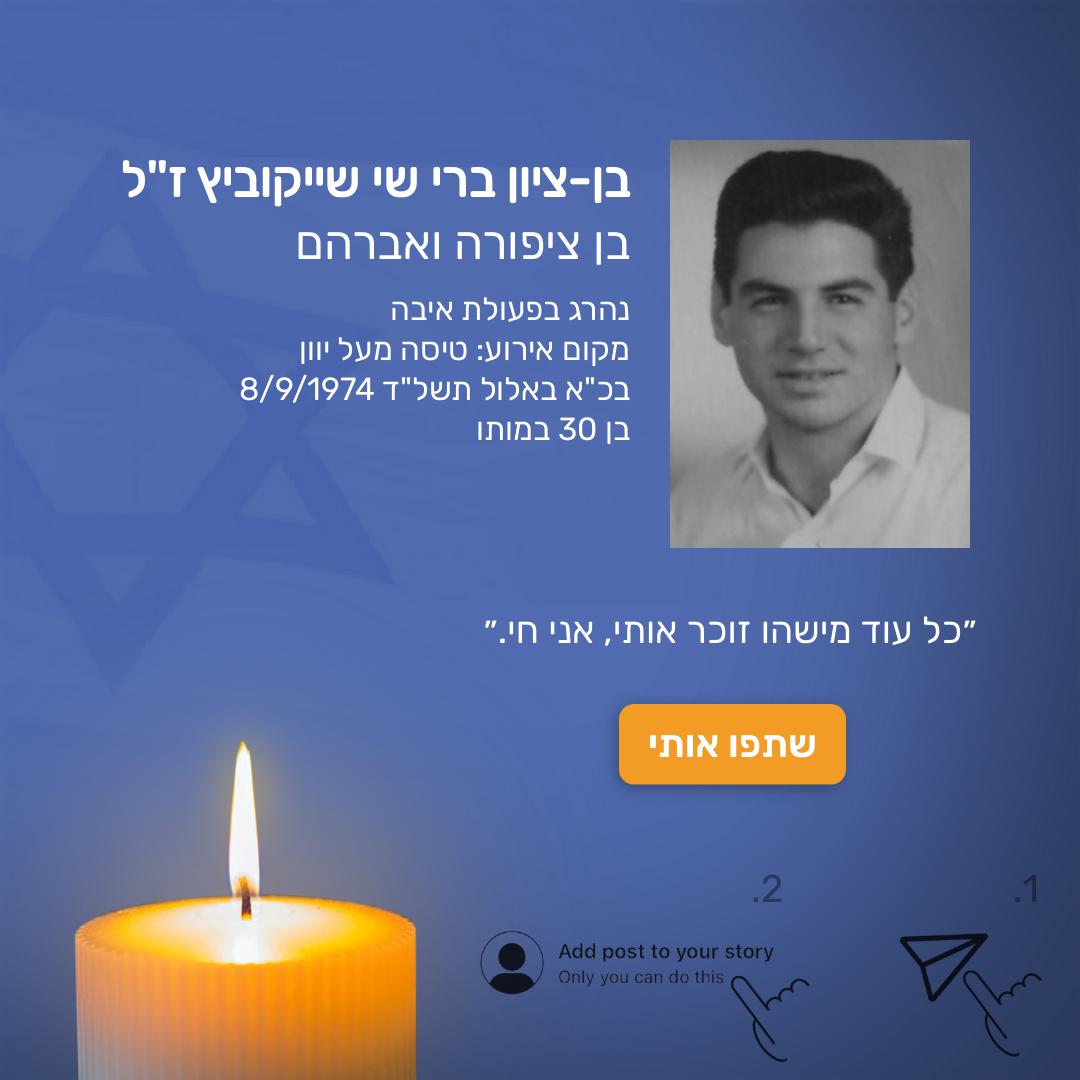 בן-ציון ברי שי שייקוביץ ז"ל
בן ציפורה ואברהם
נהרג בפעולת איבה
מקום אירוע: טיסה מעל יוון
בכ"א באלול תשל"ד 8/9/1974
בן 30 במותו
״כל עוד מישהו זוכר אותי, אני חי.״
שתפו אותי
1.
2.
Add post to your story
Only you can do this